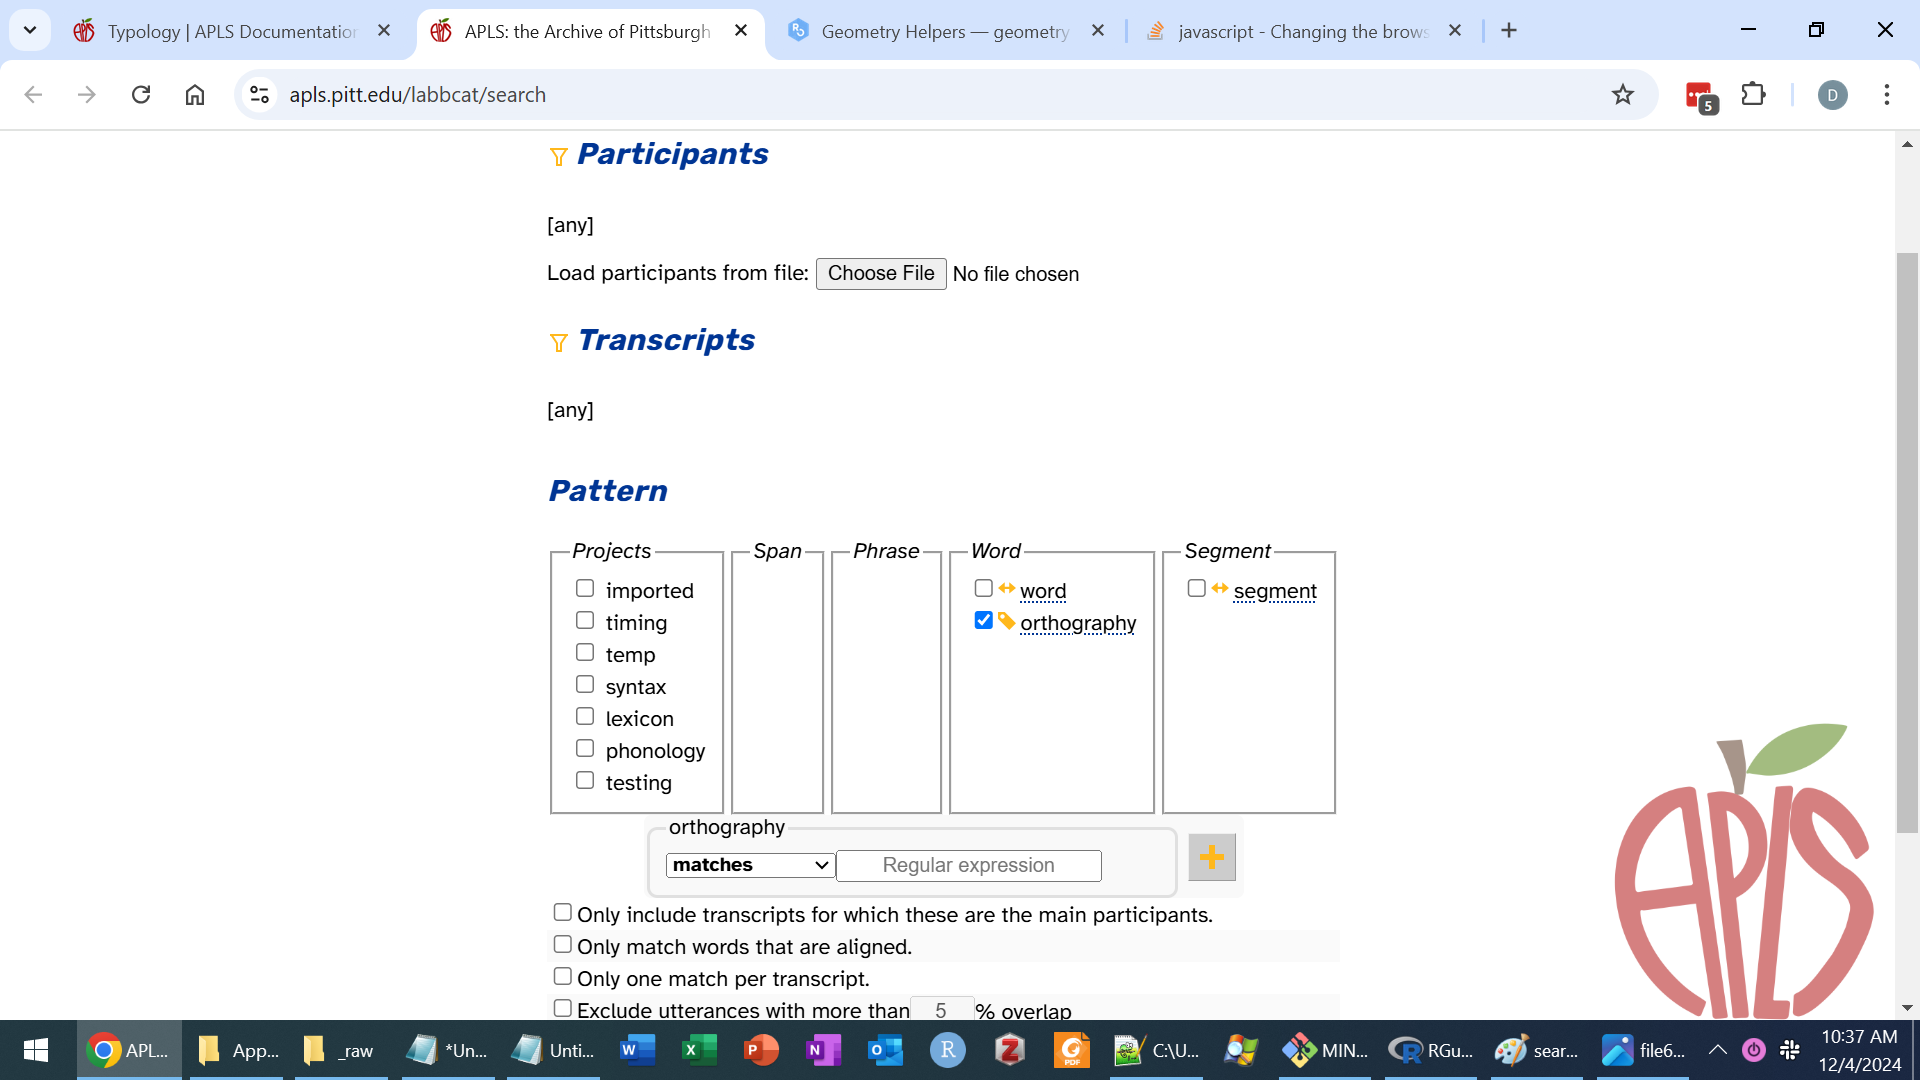 Typology | APLS Documentation
APLS: the Archive of Pittsburgh
Geometry Helpers — geometry
javascript - Changing the brows
apls.pitt.edu/labbcat/search
5
D
Participants
[any]
Load participants from file: Choose File No file chosen
Transcripts
[any]
Pattern
Projects Span Phrase Word Segment
imported word segment
timing orthography
temp
syntax
lexicon
phonology
testing
orthography
matches Regular expression +
Only include transcripts for which these are the main participants.
Only match words that are aligned.
Only one match per transcript.
Exclude utterances with more than 5 % overlap
APLS
APL... App... _raw *Un... Unti... C:\U... MIN... RGu... sear... file6...
10:37 AM
12/4/2024